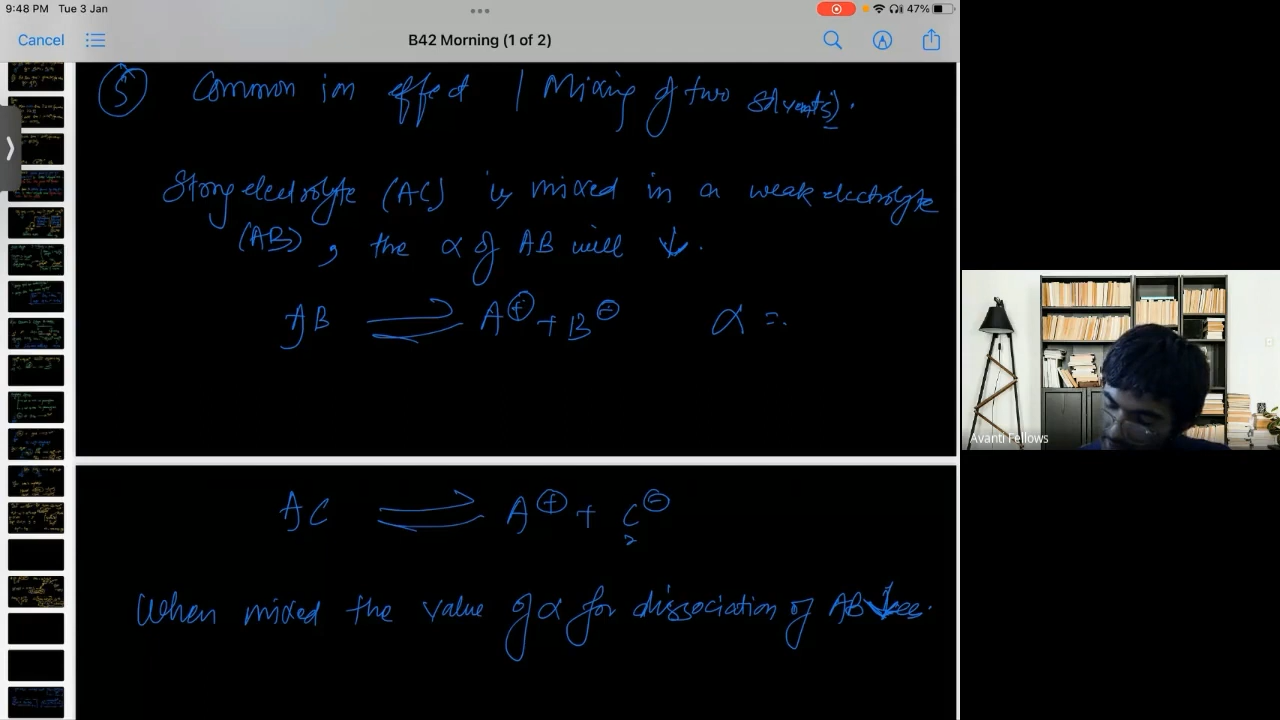 9:48 PM Tue 3 Jan
47%
Cancel
B42 Morning (1 of 2)
5 Common ion effect / Mixing of two solvents).
Strong electrolyte (AC) is mixed in a weak electrolyte
(AB), the α of AB will ↓.
AB ⇌ A⊕ + B⊖ α =.
AC ⇌ A⊕ + C⊖
When mixed the value of α for dissociation of AB ↓ees.
Avanti Fellows